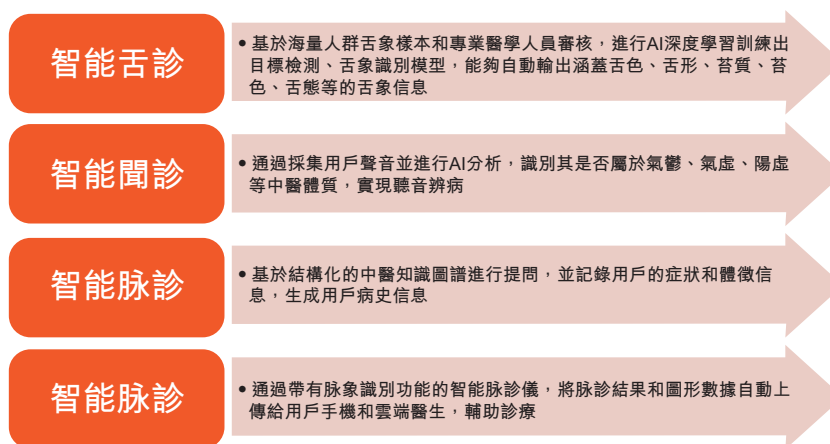 智能舌診
• 基於海量人群舌象樣本和專業醫學人員審核，進行AI深度學習訓練出
目標檢測、舌象識別模型，能夠自動輸出涵蓋舌色、舌形、苔質、苔
色、舌態等的舌象信息
智能聞診
• 通過採集用戶聲音並進行AI分析，識別其是否屬於氣鬱、氣虛、陽虛
等中醫體質，實現聽音辨病
智能脉診
• 基於結構化的中醫知識圖譜進行提問，並記錄用戶的症狀和體徵信
息，生成用戶病史信息
智能脉診
• 通過帶有脉象識別功能的智能脉診儀，將脉診結果和圖形數據自動上
傳給用戶手機和雲端醫生，輔助診療